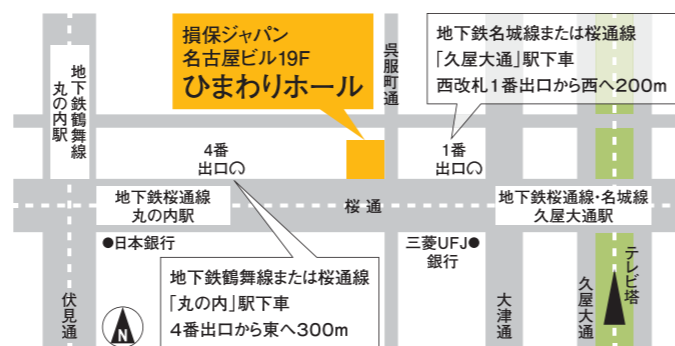 損保ジャパン
名古屋ビル19F
ひまわりホール
呉服町通
地下鉄名城線または桜通線
「久屋大通」駅下車
西改札1番出口から西へ200m
地下鉄鶴舞線
丸の内駅
4番
出口
1番
出口
地下鉄桜通線
丸の内駅
桜通
地下鉄桜通線・名城線
久屋大通駅
●日本銀行
三菱UFJ●
銀行
地下鉄鶴舞線または桜通線
「丸の内」駅下車
4番出口から東へ300m
伏見通
N
大津通
久屋大通
テレビ塔